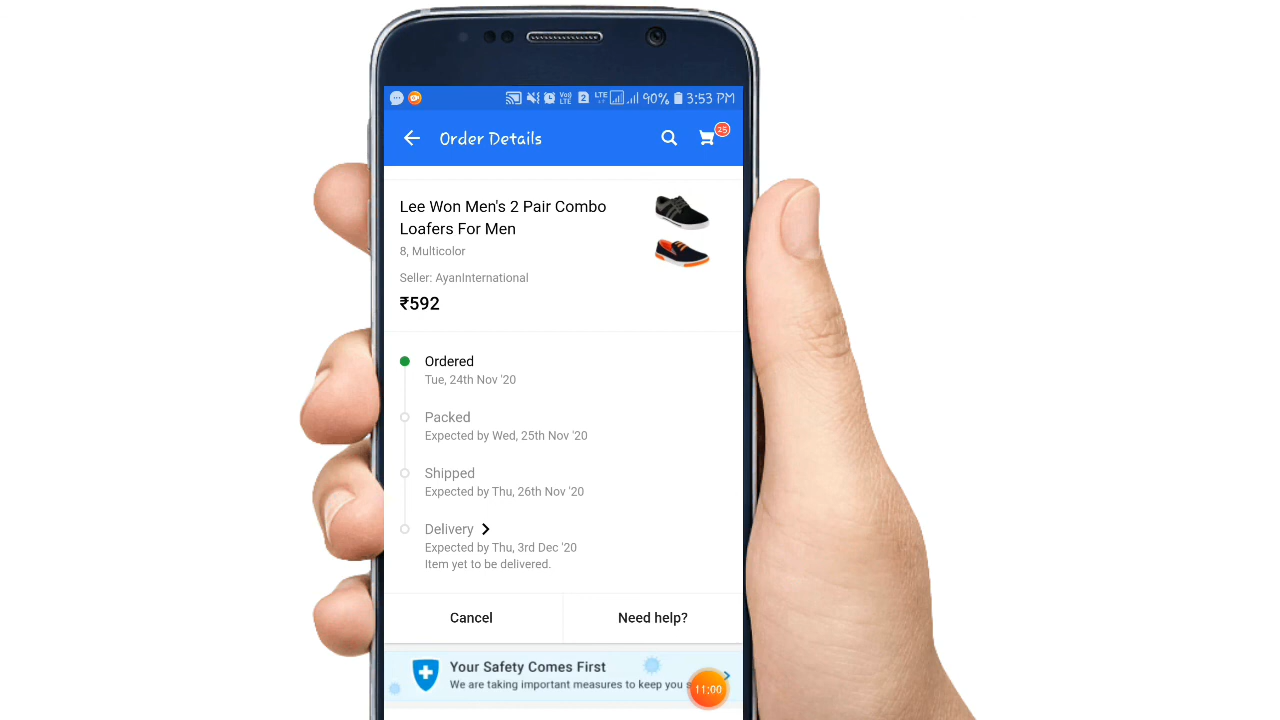 VoLTE 2 LTE 90% 3:53 PM
Order Details
25
Lee Won Men's 2 Pair Combo
Loafers For Men
8, Multicolor
Seller: AyanInternational
₹592
Ordered
Tue, 24th Nov '20
Packed
Expected by Wed, 25th Nov '20
Shipped
Expected by Thu, 26th Nov '20
Delivery
Expected by Thu, 3rd Dec '20
Item yet to be delivered.
Cancel
Need help?
Your Safety Comes First
We are taking important measures to keep you
11:00